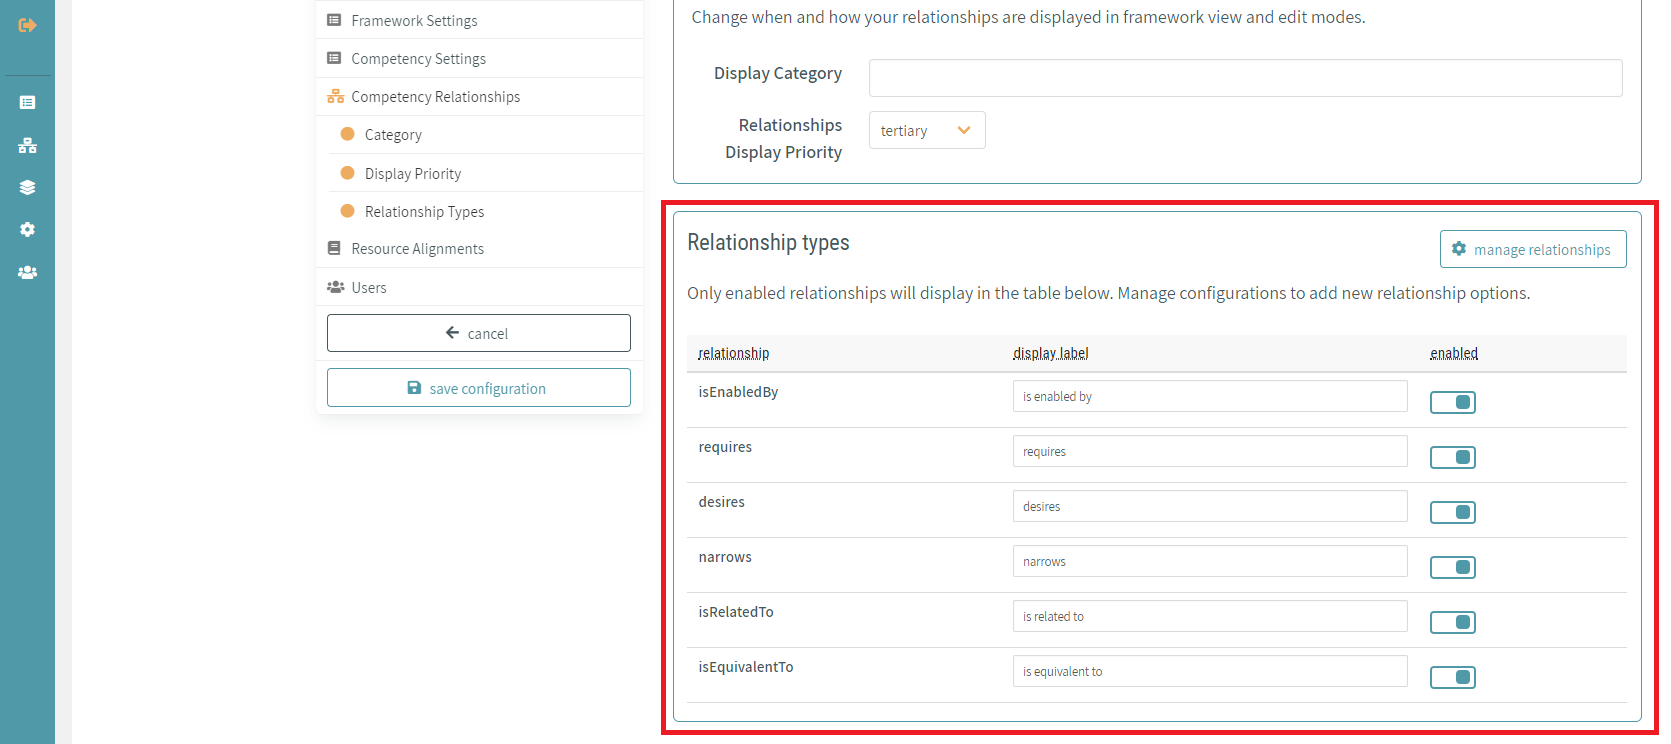 Framework Settings
Competency Settings
Competency Relationships
Category
Display Priority
Relationship Types
Resource Alignments
Users
cancel
save configuration
Change when and how your relationships are displayed in framework view and edit modes.
Display Category
Relationships
Display Priority
tertiary
Relationship types
manage relationships
Only enabled relationships will display in the table below. Manage configurations to add new relationship options.
relationship display label enabled
isEnabledBy is enabled by
requires requires
desires desires
narrows narrows
isRelatedTo is related to
isEquivalentTo is equivalent to